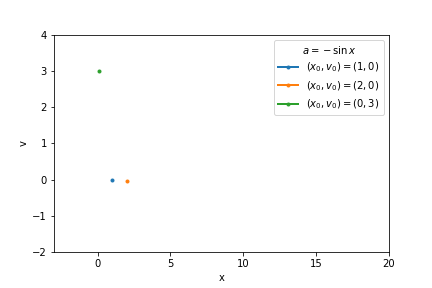 4
3
2
1
0
−1
−2
v
0
5
10
15
20
x
a = − sin x
(x₀, v₀) = (1, 0)
(x₀, v₀) = (2, 0)
(x₀, v₀) = (0, 3)